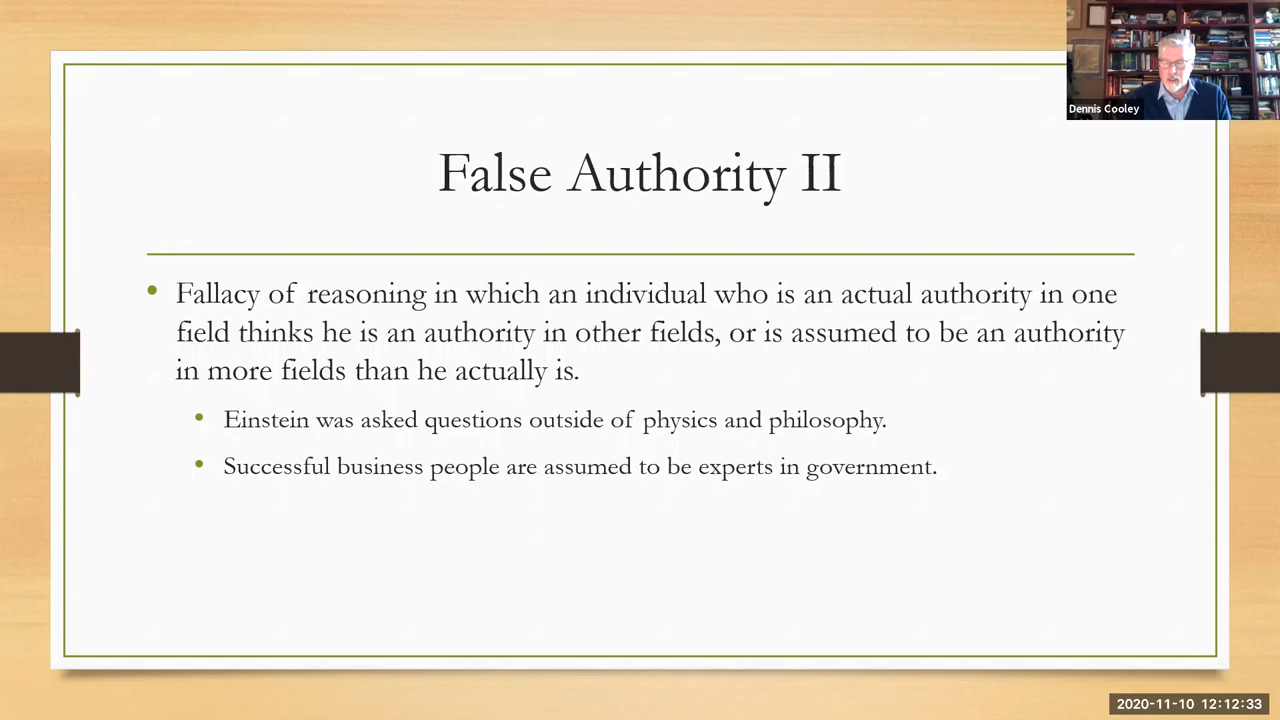 Dennis Cooley
False Authority II
Fallacy of reasoning in which an individual who is an actual authority in one
field thinks he is an authority in other fields, or is assumed to be an authority
in more fields than he actually is.
Einstein was asked questions outside of physics and philosophy.
Successful business people are assumed to be experts in government.
2020-11-10 12:12:33